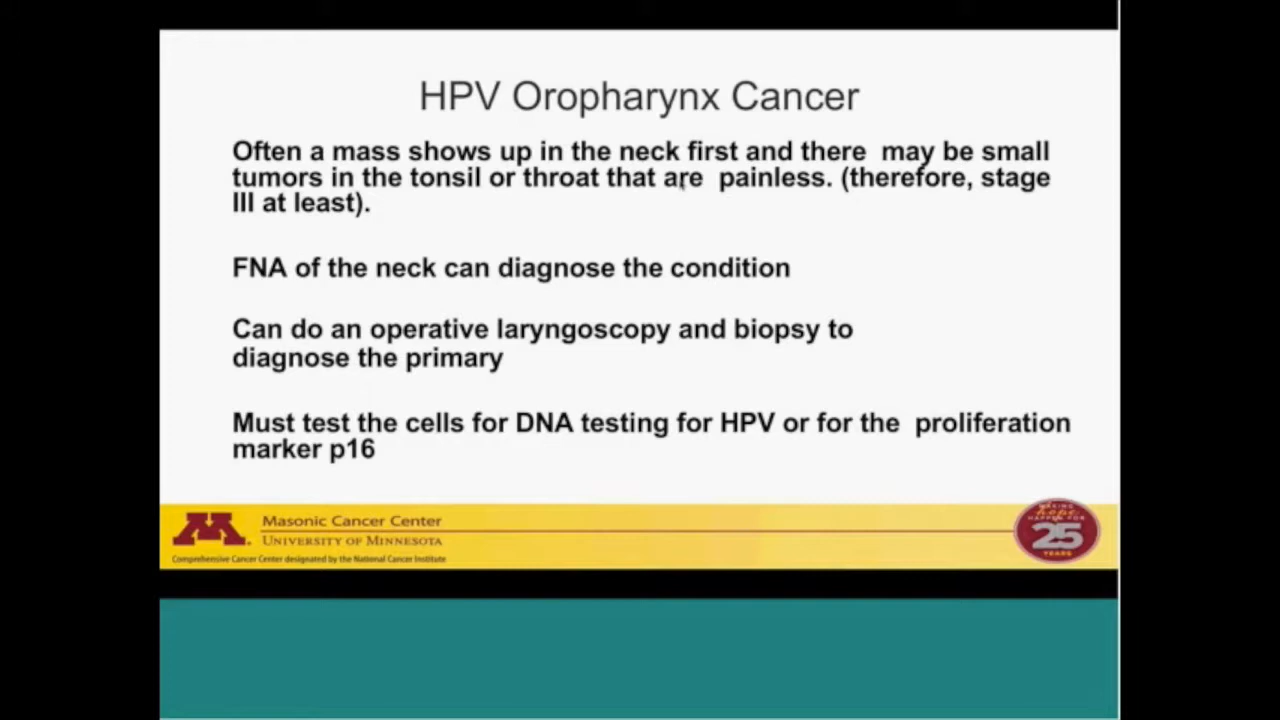 HPV Oropharynx Cancer
Often a mass shows up in the neck first and there may be small
tumors in the tonsil or throat that are painless. (therefore, stage
III at least).
FNA of the neck can diagnose the condition
Can do an operative laryngoscopy and biopsy to
diagnose the primary
Must test the cells for DNA testing for HPV or for the proliferation
marker p16
M
Masonic Cancer Center
UNIVERSITY OF MINNESOTA
Comprehensive Cancer Center designated by the National Cancer Institute
MAKING
hope
HAPPEN FOR
25
YEARS